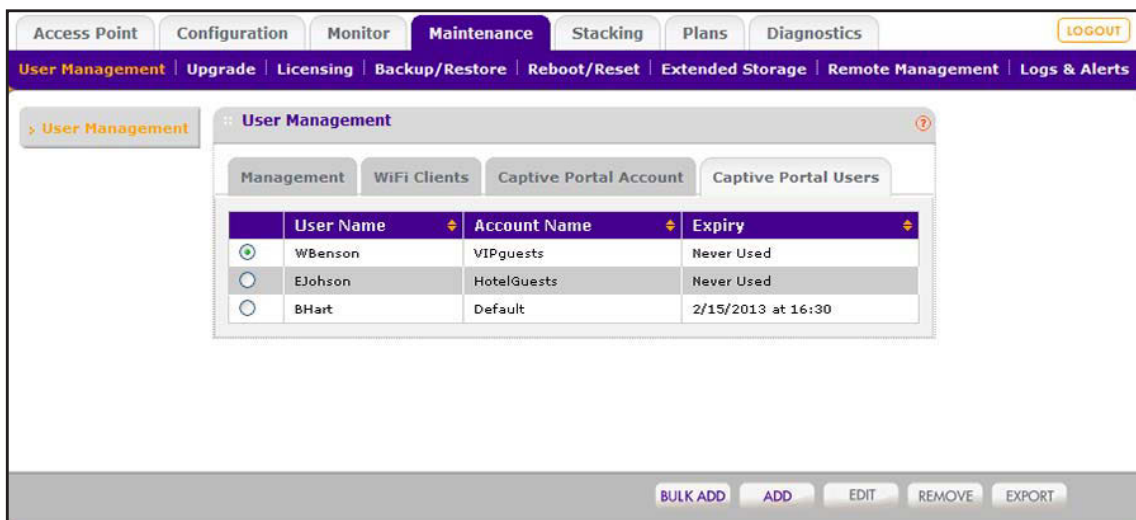 Access Point Configuration Monitor Maintenance Stacking Plans Diagnostics LOGOUT
User Management | Upgrade | Licensing | Backup/Restore | Reboot/Reset | Extended Storage | Remote Management | Logs & Alerts
› User Management
:: User Management ?
Management WiFi Clients Captive Portal Account Captive Portal Users
User Name Account Name Expiry
WBenson VIPguests Never Used
EJohson HotelGuests Never Used
BHart Default 2/15/2013 at 16:30
BULK ADD ADD EDIT REMOVE EXPORT